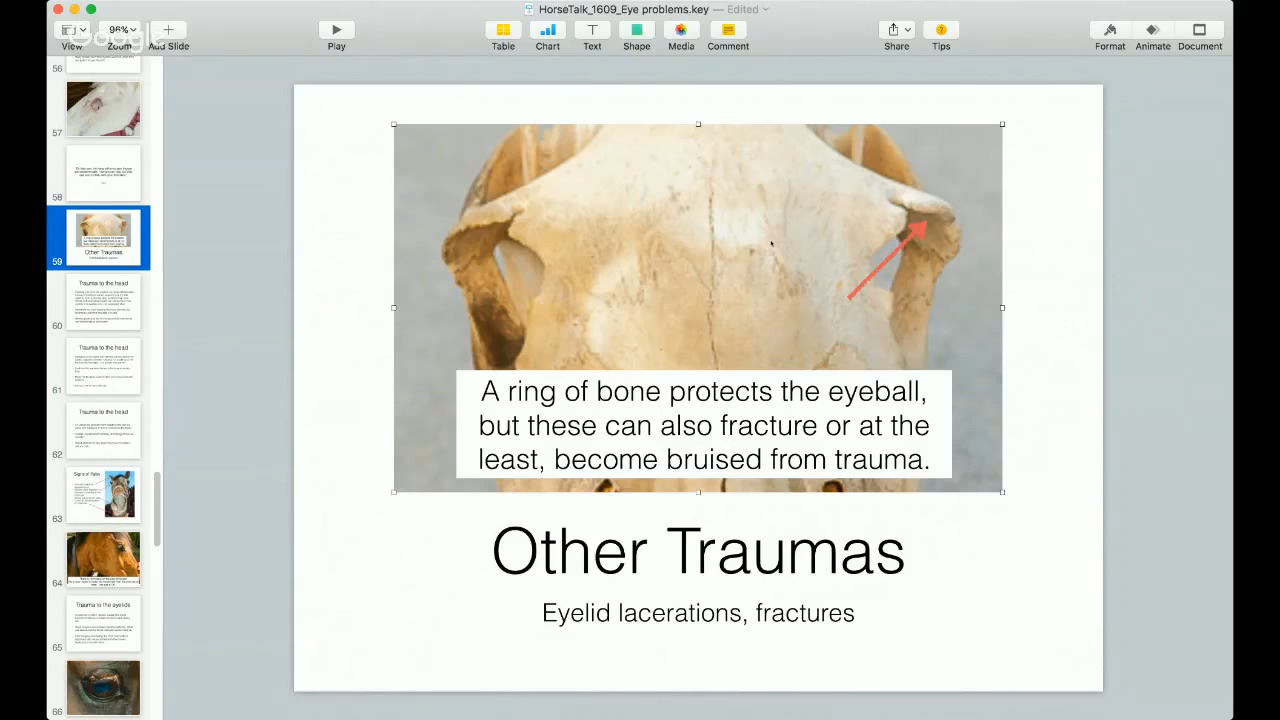 HorseTalk_1609_Eye problems.key — Edited
96%
Google
View
Zoom
Add Slide
Play
Table
Chart
Text
Shape
Media
Comment
Share
Tips
Format
Animate
Document
56
57
58
59
Other Traumas
60
Trauma to the head
61
Trauma to the head
62
Trauma to the head
63
Signs of Pain
64
65
Trauma to the eyelids
66
A ring of bone protects the eyeball,
but these can also fracture or at the
least, become bruised from trauma.
Other Traumas
Eyelid lacerations, fractures